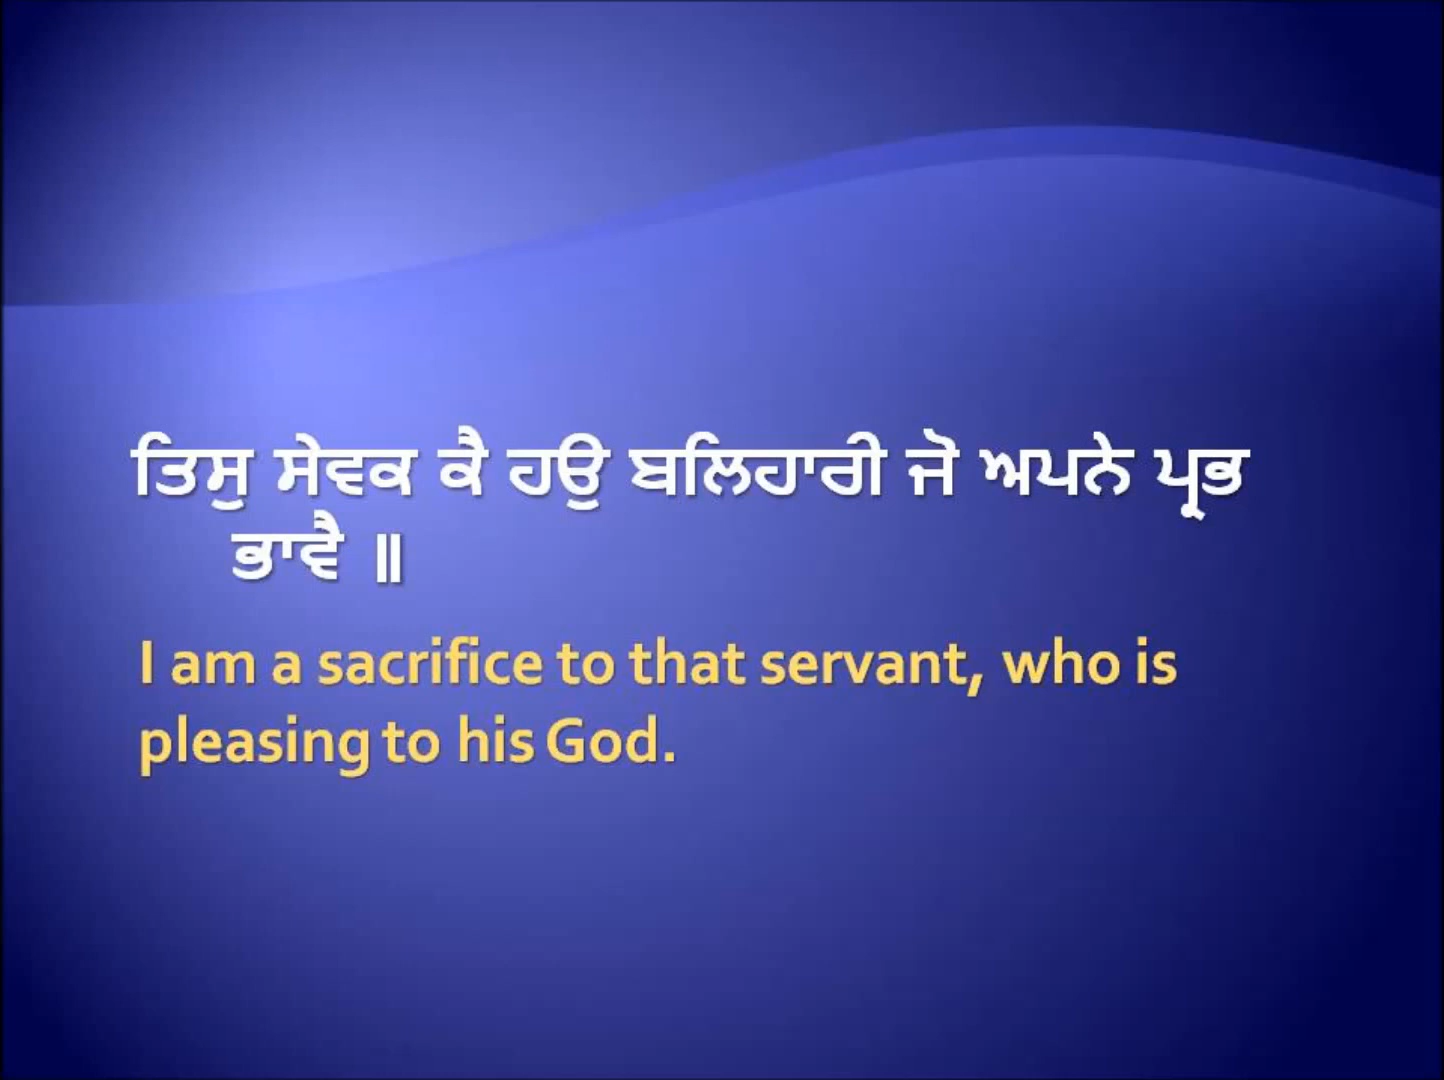 ਤਿਸੁ ਸੇਵਕ ਕੈ ਹਉ ਬਲਿਹਾਰੀ ਜੋ ਅਪਨੇ ਪ੍ਰਭ
ਭਾਵੈ ॥
I am a sacrifice to that servant, who is
pleasing to his God.